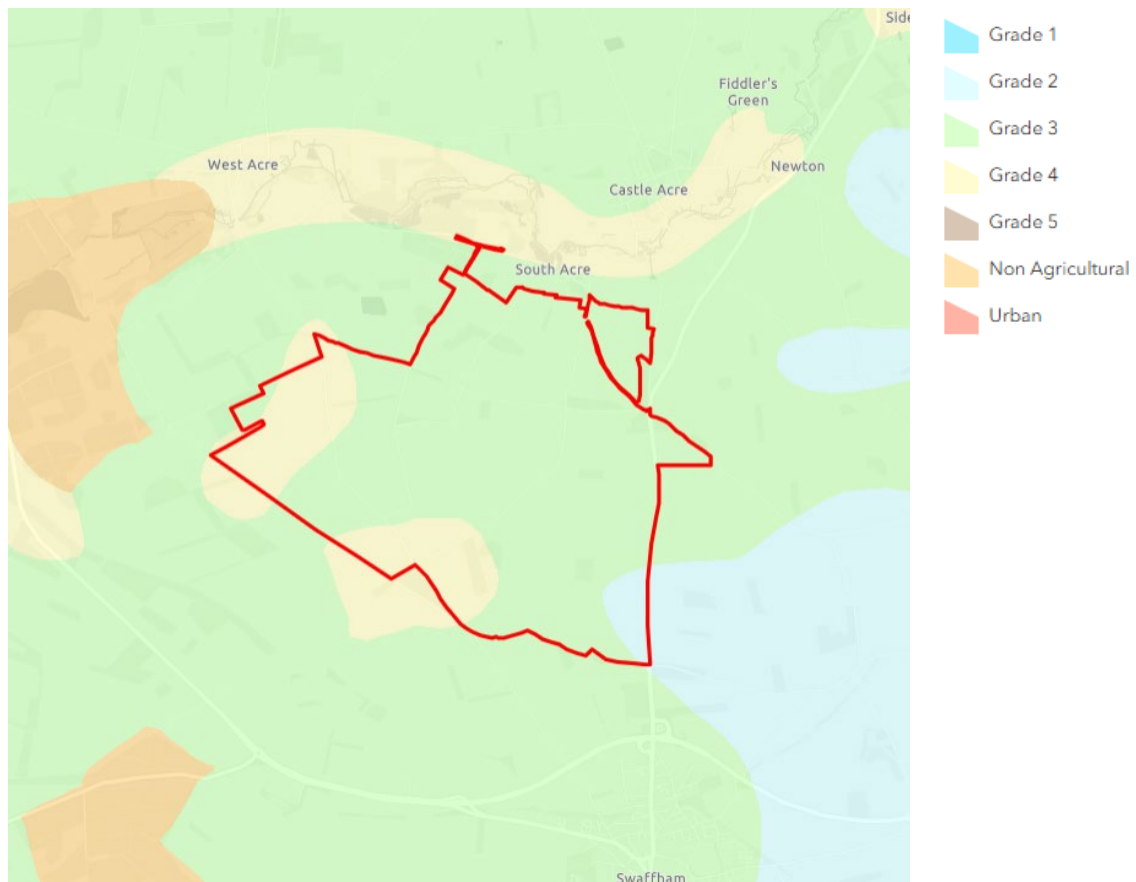 Side
Fiddler's
Green
West Acre
Newton
Castle Acre
South Acre
Swaffham
Grade 1
Grade 2
Grade 3
Grade 4
Grade 5
Non Agricultural
Urban